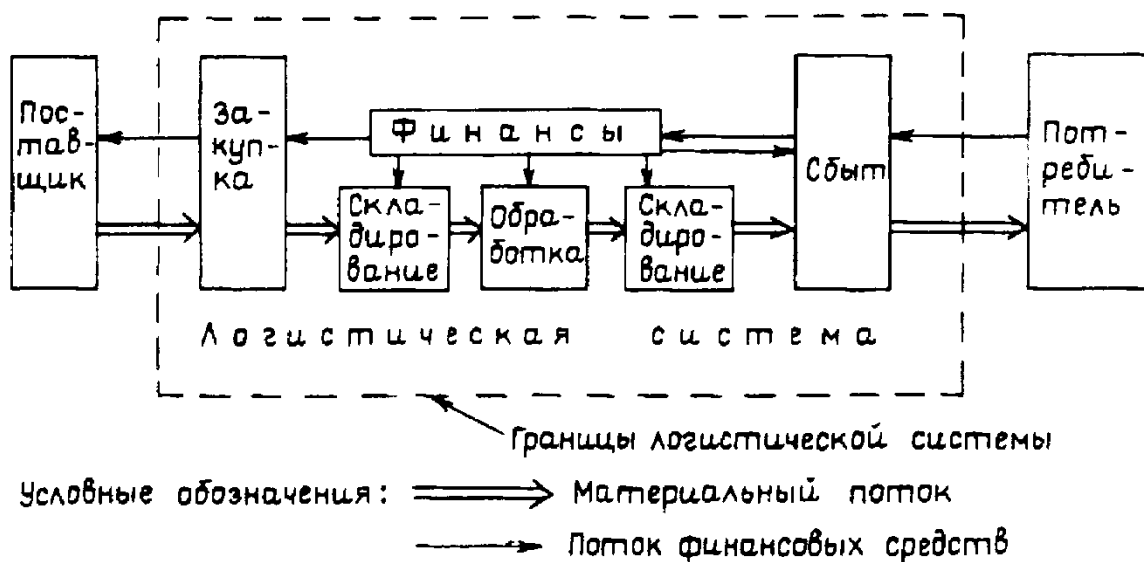 Пос-
тав-
щик
За-
куп-
ка
Финансы
Скла-
дирo-
вание
Обра-
ботка
Скла-
диро-
вание
Сбыт
Пот-
реби-
тель
Логистическая система
Границы логистической системы
Условные обозначения: Материальный поток
Поток финансовых средств